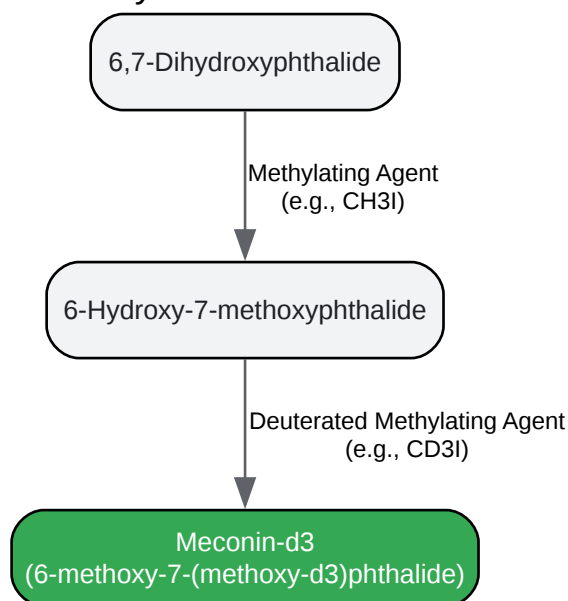 6,7-Dihydroxyphthalide
Methylating Agent
(e.g., CH3I)
6-Hydroxy-7-methoxyphthalide
Deuterated Methylating Agent
(e.g., CD3I)
Meconin-d3
(6-methoxy-7-(methoxy-d3)phthalide)